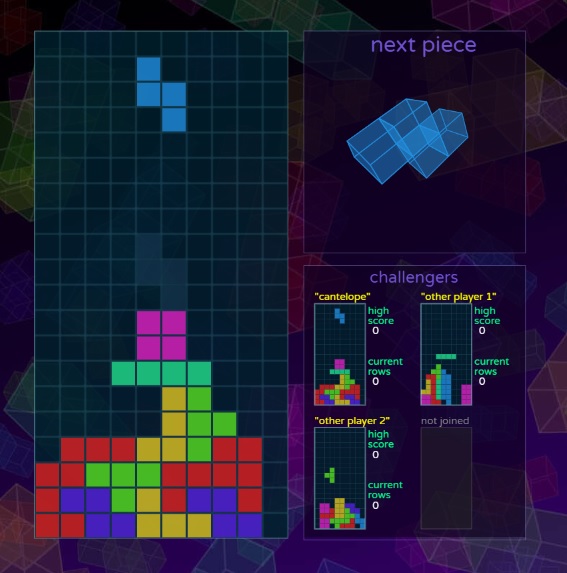 next piece
challengers
"cantelope"
high
score
0
current
rows
0
"other player 1"
high
score
0
current
rows
0
"other player 2"
high
score
0
current
rows
0
not joined